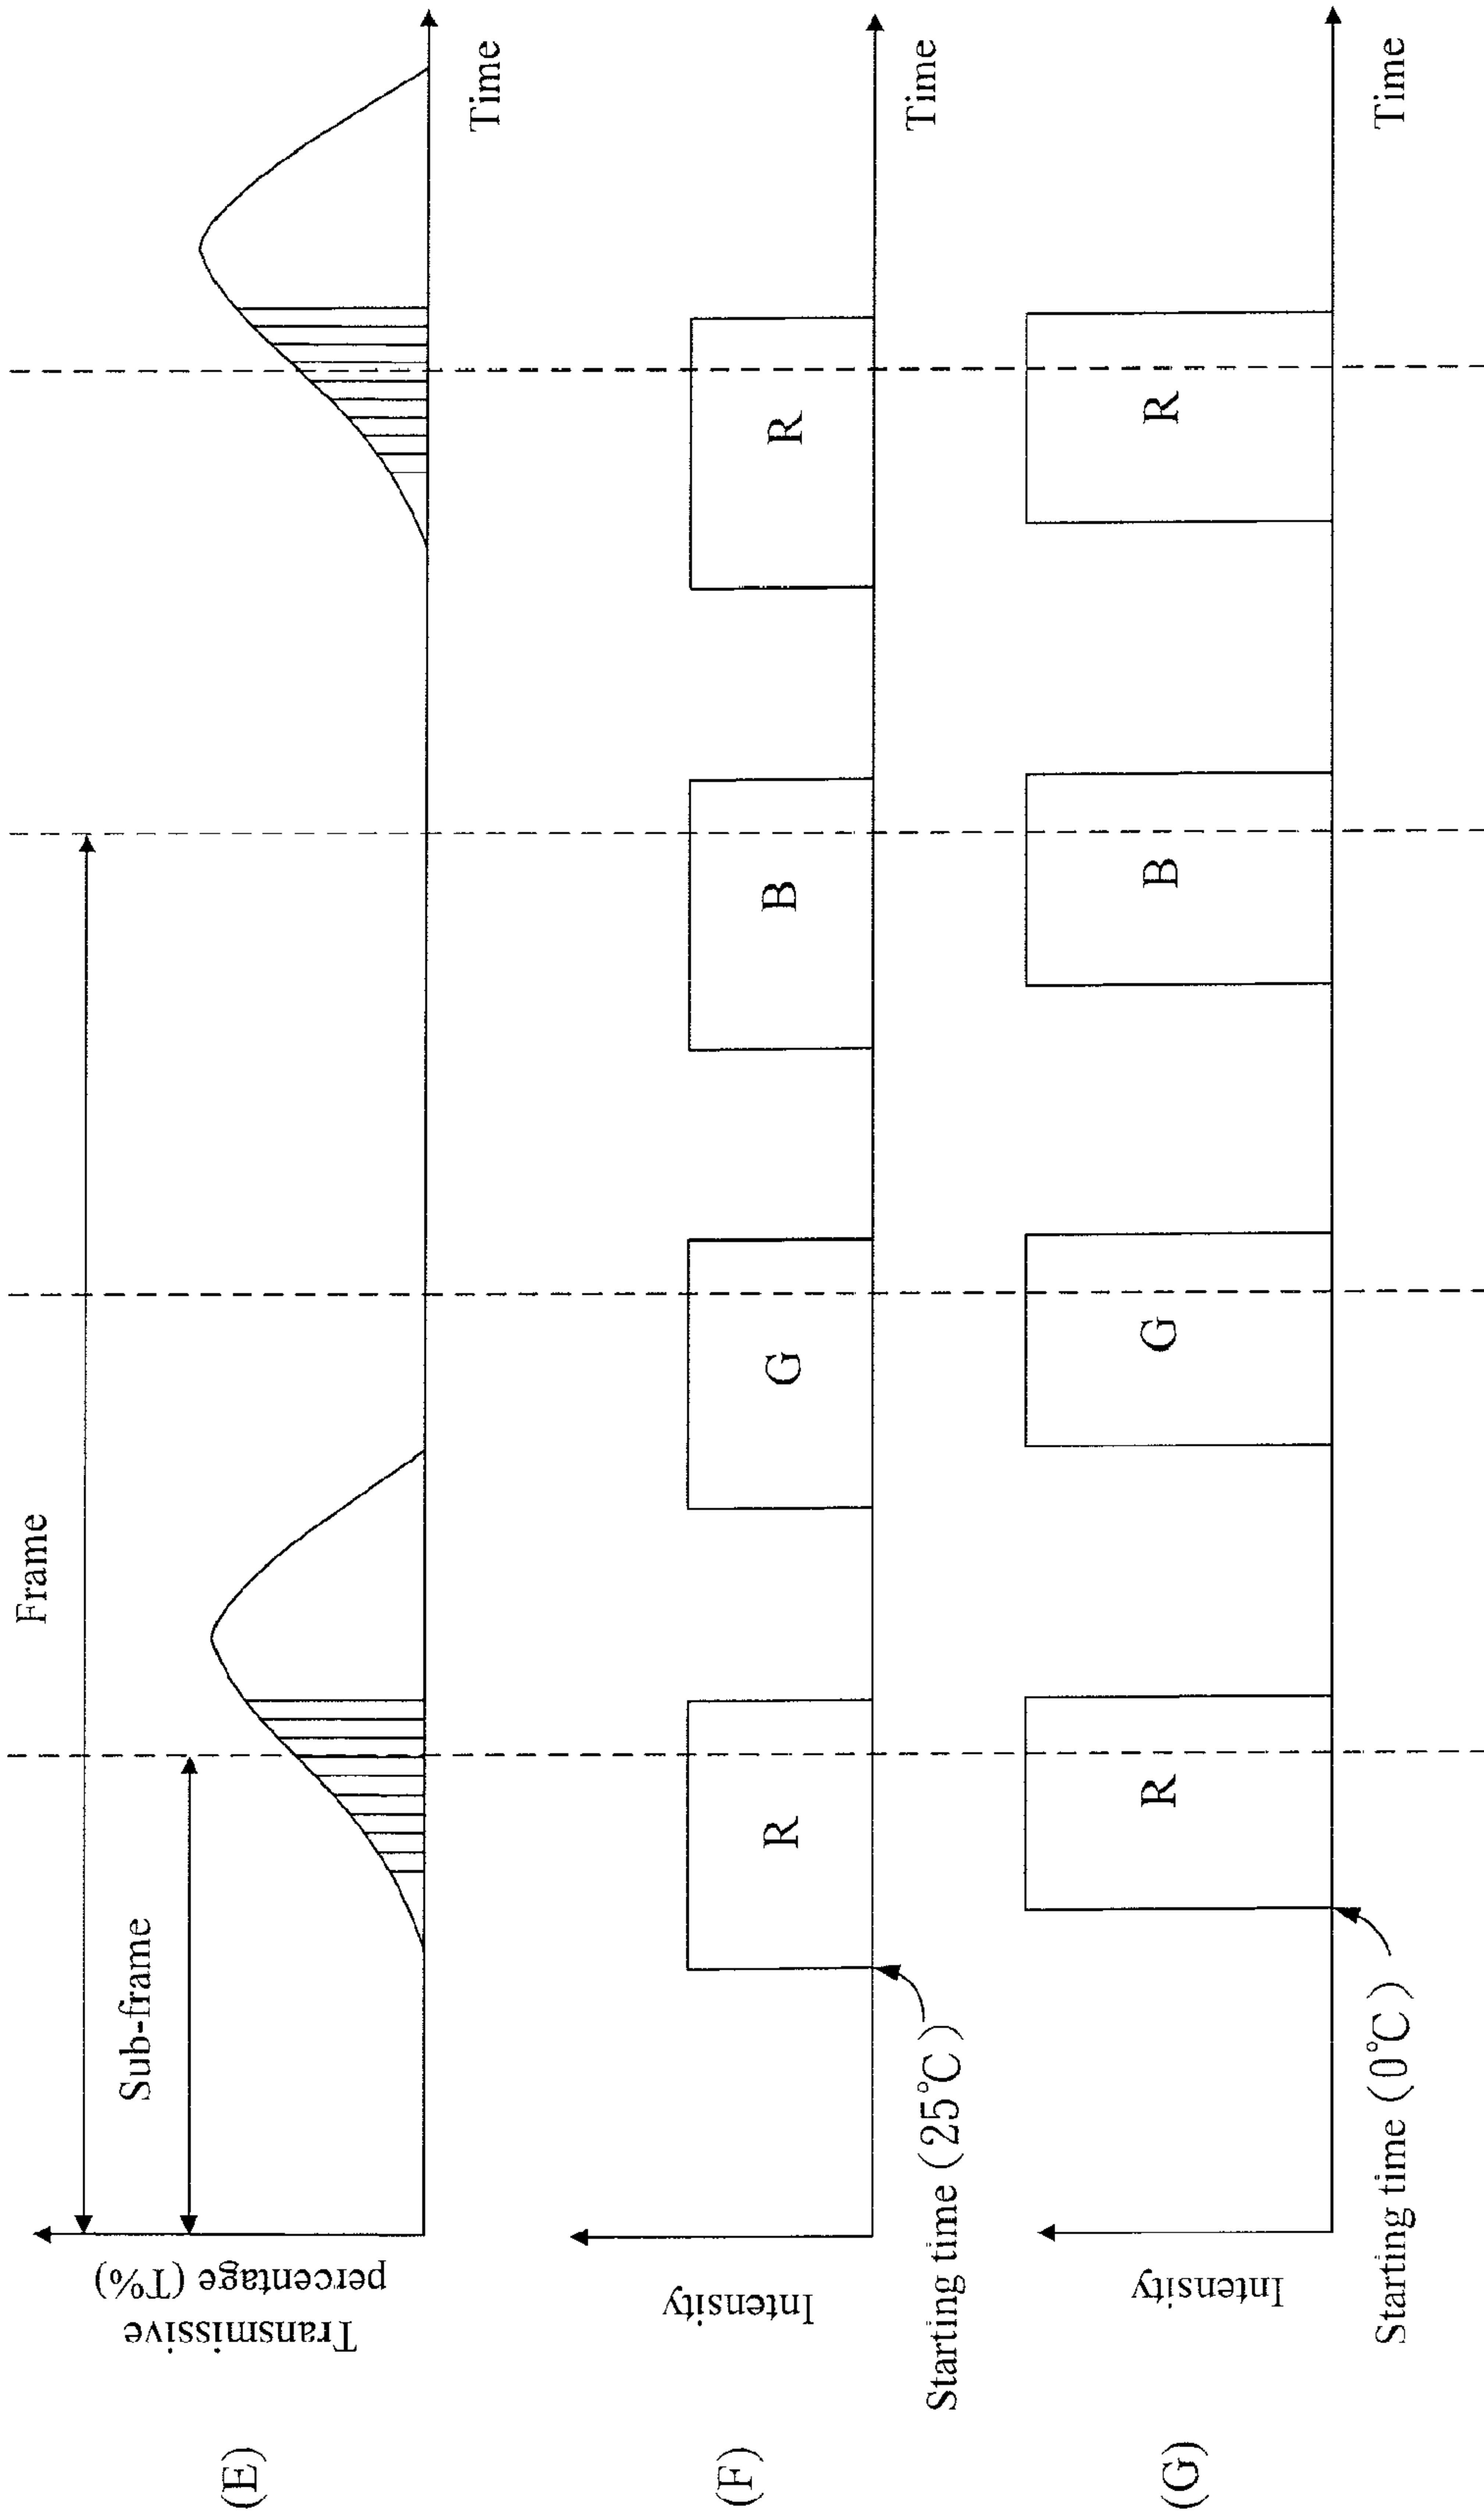 Frame
Sub-frame
(E)
Transmissive
percentage (T%)
Time
(F)
Intensity
R
G
B
R
Time
Starting time (25℃)
(G)
Intensity
R
G
B
R
Time
Starting time (0℃)